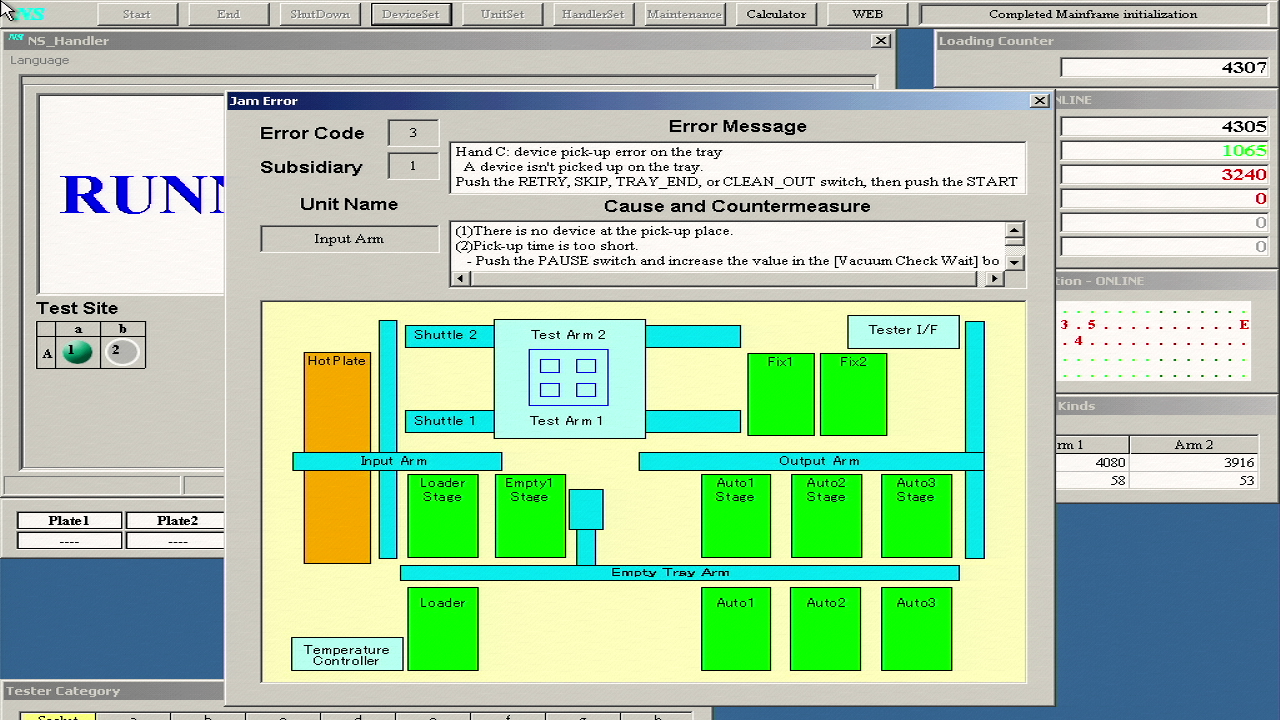 NS
Start
End
ShutDown
DeviceSet
UnitSet
HandlerSet
Maintenance
Calculator
WEB
Completed Mainframe initialization
NS NS_Handler
Language
Loading Counter
4307
NLINE
4305
1065
3240
0
0
0
RUNN
Jam Error
Error Code
3
Subsidiary
1
Unit Name
Input Arm
Error Message
Hand C: device pick-up error on the tray
A device isn't picked up on the tray.
Push the RETRY, SKIP, TRAY_END, or CLEAN_OUT switch, then push the START
Cause and Countermeasure
(1)There is no device at the pick-up place.
(2)Pick-up time is too short.
- Push the PAUSE switch and increase the value in the [Vacuum Check Wait] bo
Test Site
a
b
A
1
2
tion - ONLINE
3 . 5 . . . . . . . . . . . E
. 4 . . . . . . . . . . . .
Kinds
rm 1
Arm 2
4080
3916
58
53
Plate1
Plate2
----
----
HotPlate
Shuttle 2
Test Arm 2
Tester I/F
Fix1
Fix2
Shuttle 1
Test Arm 1
Input Arm
Output Arm
Loader
Stage
Empty1
Stage
Auto1
Stage
Auto2
Stage
Auto3
Stage
Empty Tray Arm
Loader
Auto1
Auto2
Auto3
Temperature
Controller
Tester Category
Socket
a
b
c
d
e
f
g
h